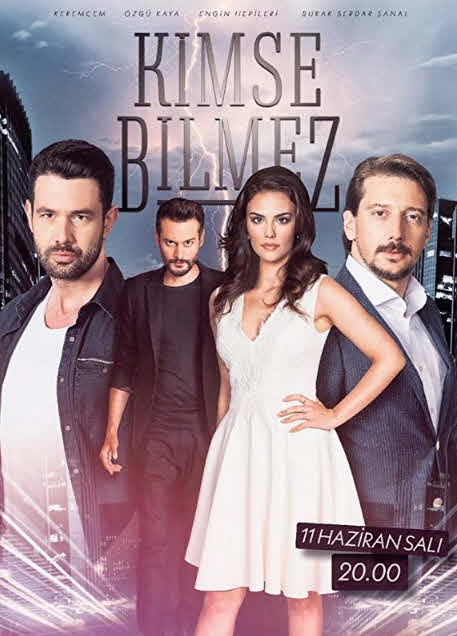 KEREMCEM ÖZGÜ KAYA ENGİN HEPİLERİ BURAK SERDAR ŞANAL
KIMSE
BILMEZ
11 HAZİRAN SALI
20.00